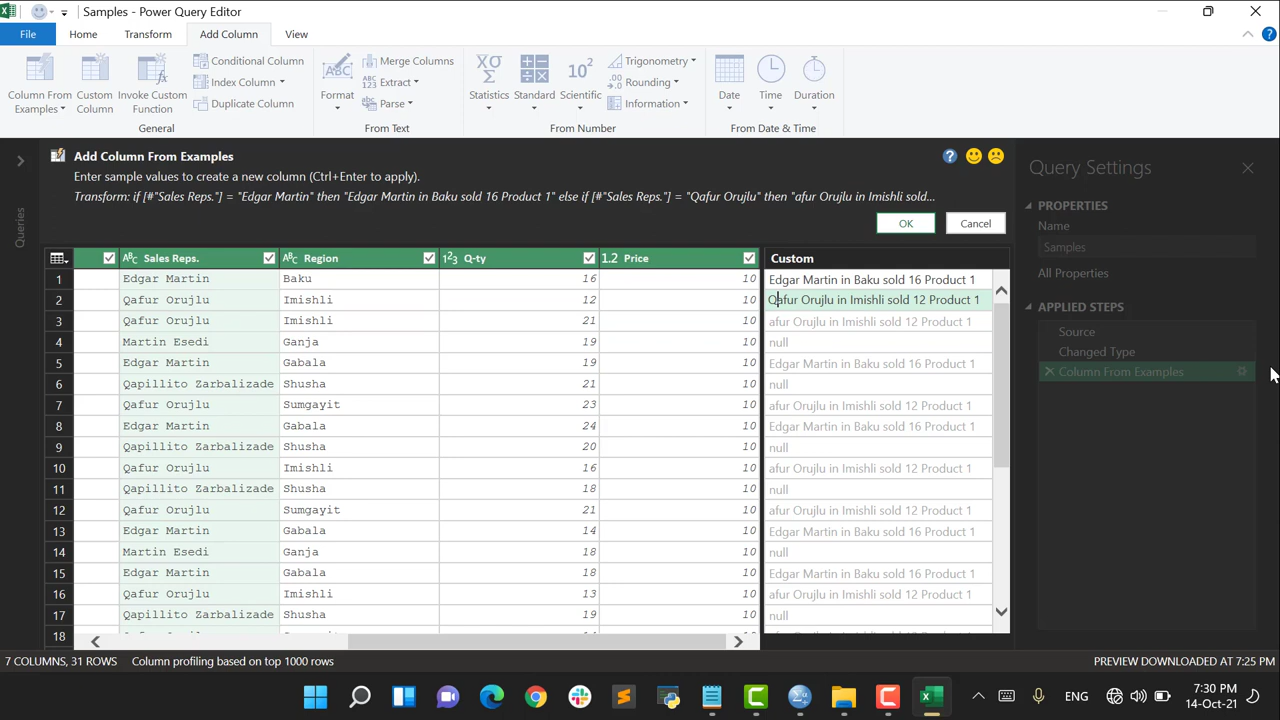 Samples - Power Query Editor
File
Home
Transform
Add Column
View
Column From Examples
Custom Column
Invoke Custom Function
Conditional Column
Index Column
Duplicate Column
General
Format
Merge Columns
Extract
Parse
From Text
Statistics
Standard
Scientific
Trigonometry
Rounding
Information
From Number
Date
Time
Duration
From Date & Time
Add Column From Examples
Enter sample values to create a new column (Ctrl+Enter to apply).
Transform: if [#"Sales Reps."] = "Edgar Martin" then "Edgar Martin in Baku sold 16 Product 1" else if [#"Sales Reps."] = "Qafur Orujlu" then "afur Orujlu in Imishli sold...
OK
Cancel
Queries
Sales Reps. Region Q-ty 1.2 Price Custom
1 Edgar Martin Baku 16 10 Edgar Martin in Baku sold 16 Product 1
2 Qafur Orujlu Imishli 12 10 Qafur Orujlu in Imishli sold 12 Product 1
3 Qafur Orujlu Imishli 21 10 afur Orujlu in Imishli sold 12 Product 1
4 Martin Esedi Ganja 19 10 null
5 Edgar Martin Gabala 19 10 Edgar Martin in Baku sold 16 Product 1
6 Qapillito Zarbalizade Shusha 21 10 null
7 Qafur Orujlu Sumgayit 23 10 afur Orujlu in Imishli sold 12 Product 1
8 Edgar Martin Gabala 24 10 Edgar Martin in Baku sold 16 Product 1
9 Qapillito Zarbalizade Shusha 20 10 null
10 Qafur Orujlu Imishli 16 10 afur Orujlu in Imishli sold 12 Product 1
11 Qapillito Zarbalizade Shusha 18 10 null
12 Qafur Orujlu Sumgayit 21 10 afur Orujlu in Imishli sold 12 Product 1
13 Edgar Martin Gabala 14 10 Edgar Martin in Baku sold 16 Product 1
14 Martin Esedi Ganja 18 10 null
15 Edgar Martin Gabala 18 10 Edgar Martin in Baku sold 16 Product 1
16 Qafur Orujlu Imishli 13 10 afur Orujlu in Imishli sold 12 Product 1
17 Qapillito Zarbalizade Shusha 19 10 null
18
Query Settings
PROPERTIES
Name
Samples
All Properties
APPLIED STEPS
Source
Changed Type
Column From Examples
7 COLUMNS, 31 ROWS
Column profiling based on top 1000 rows
PREVIEW DOWNLOADED AT 7:25 PM
ENG
7:30 PM
14-Oct-21